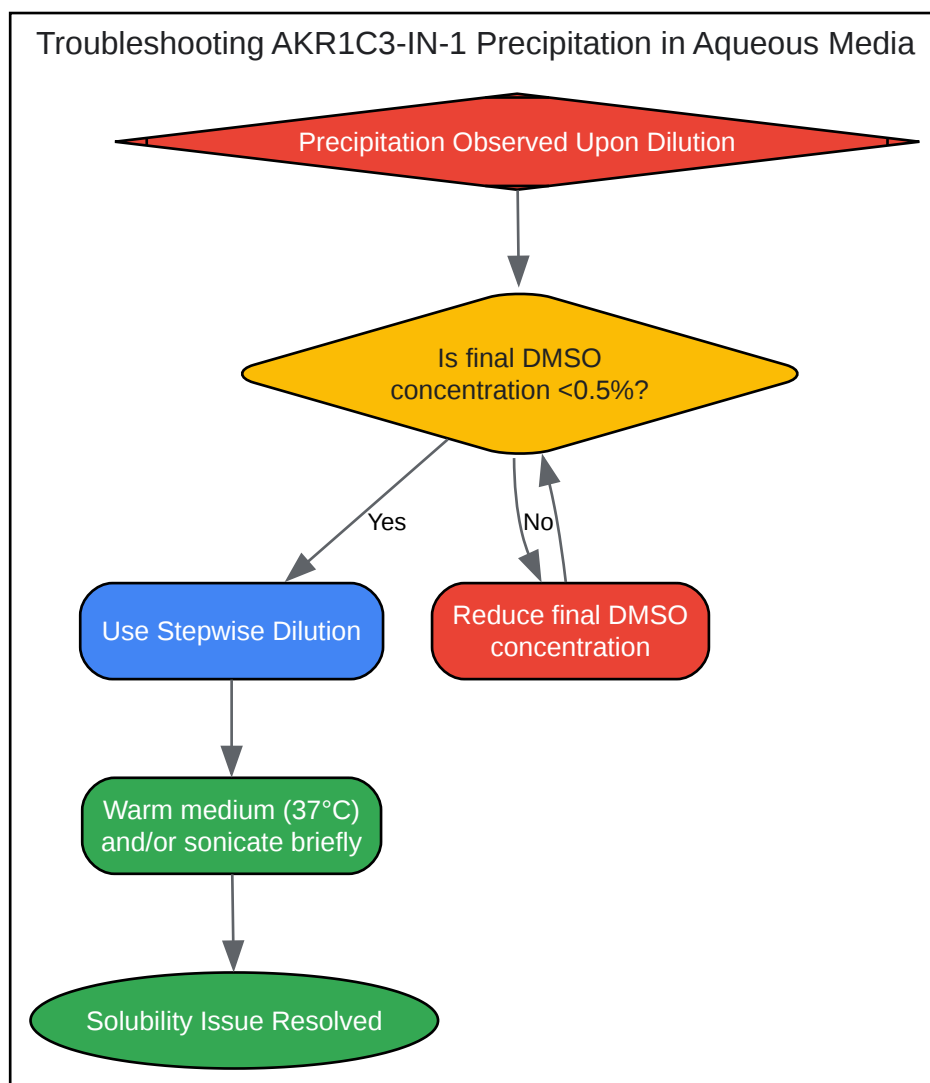 Troubleshooting AKR1C3-IN-1 Precipitation in Aqueous Media
Precipitation Observed Upon Dilution
Is final DMSO
concentration <0.5%?
Yes
No
Use Stepwise Dilution
Reduce final DMSO
concentration
Warm medium (37°C)
and/or sonicate briefly
Solubility Issue Resolved